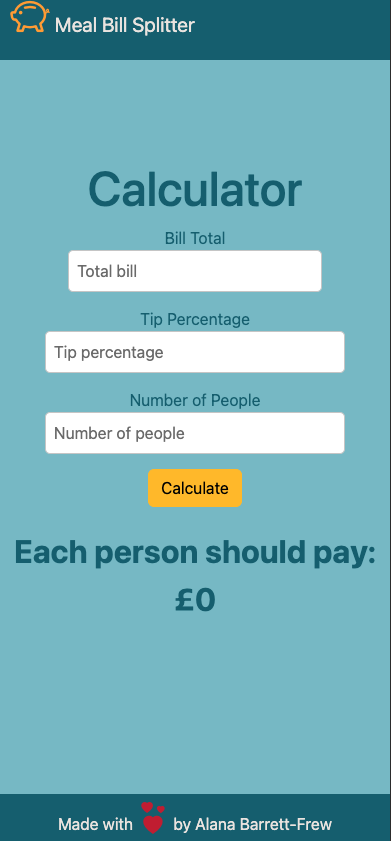 Meal Bill Splitter
Calculator
Bill Total
Total bill
Tip Percentage
Tip percentage
Number of People
Number of people
Calculate
Each person should pay:
£0
Made with by Alana Barrett-Frew